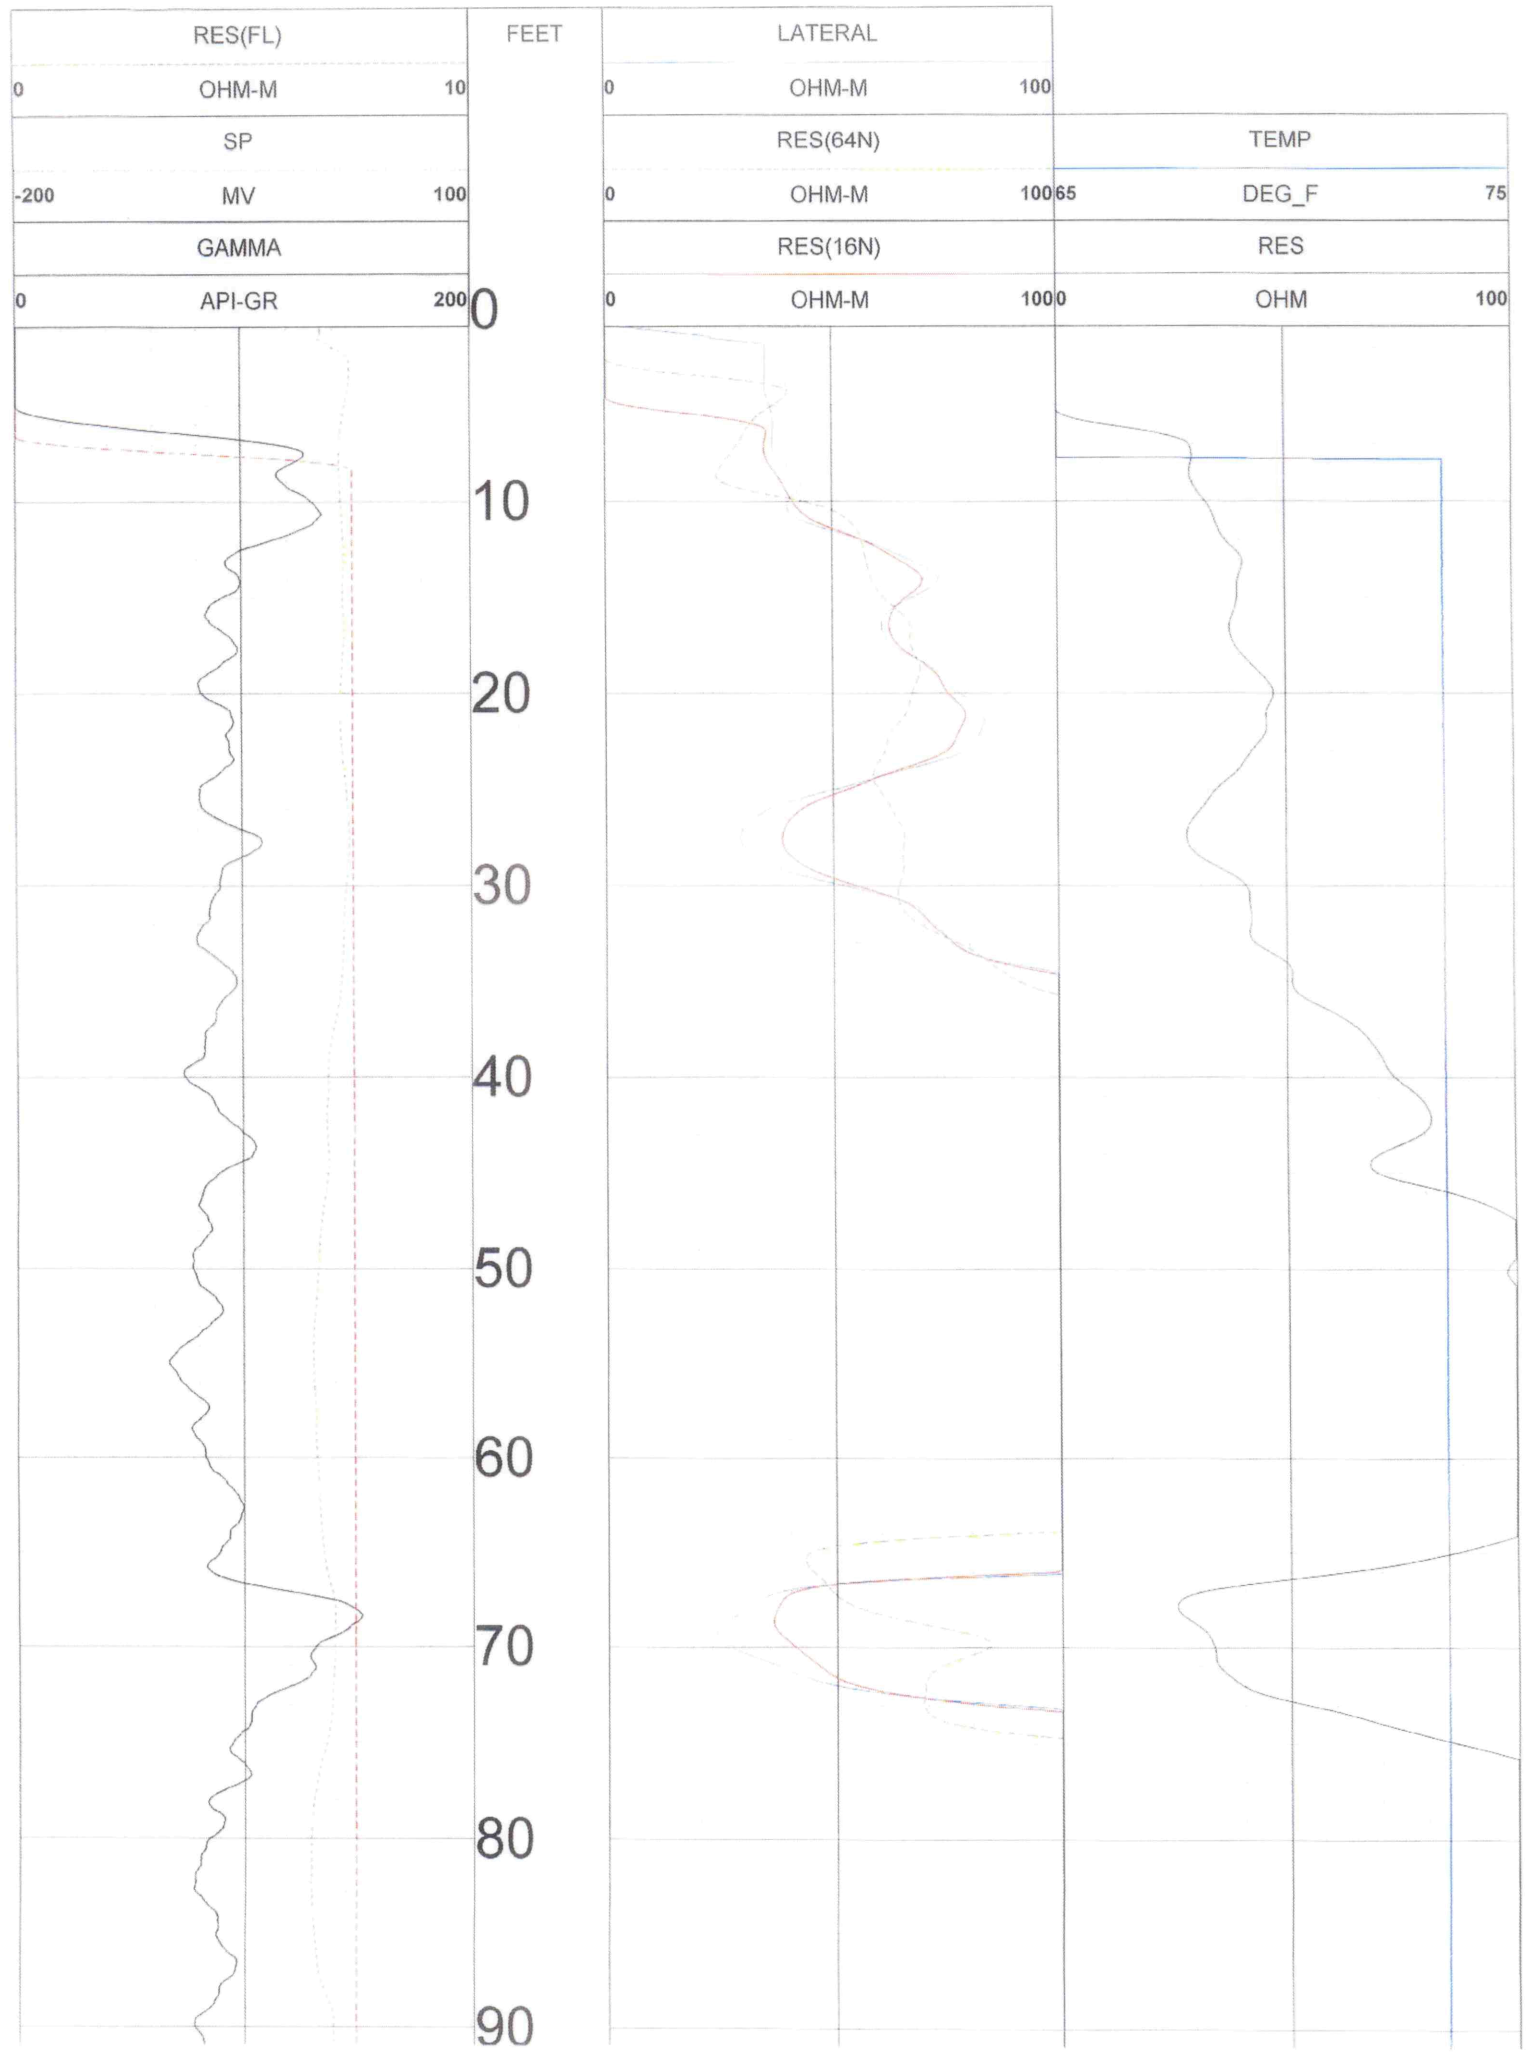 RES(FL) FEET LATERAL
0 OHM-M 10 0 OHM-M 100
SP RES(64N) TEMP
-200 MV 100 0 OHM-M 100 65 DEG_F 75
GAMMA RES(16N) RES
0 API-GR 200 0 OHM-M 100 0 OHM 100
0
10
20
30
40
50
60
70
80
90